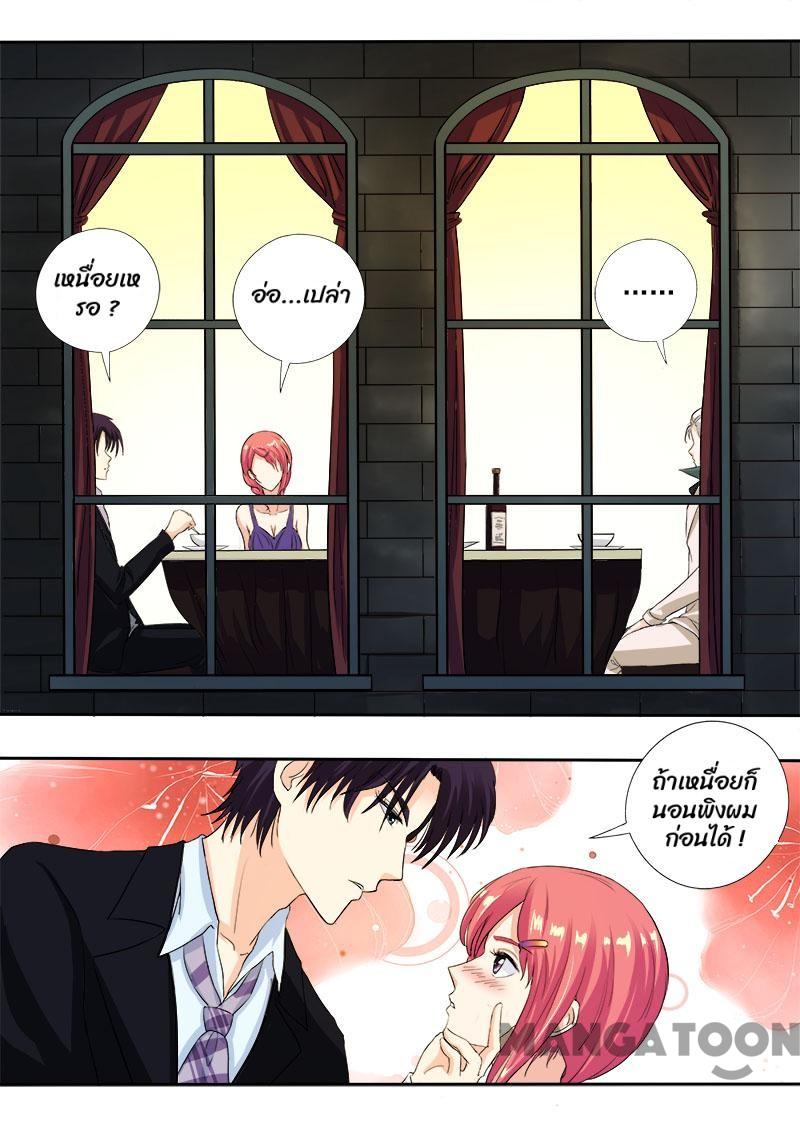 เหนื่อยเห
รอ ?
อ่อ...เปล่า
......
ถ้าเหนื่อยก็
นอนพิงผม
ก่อนได้ !
MANGATOON